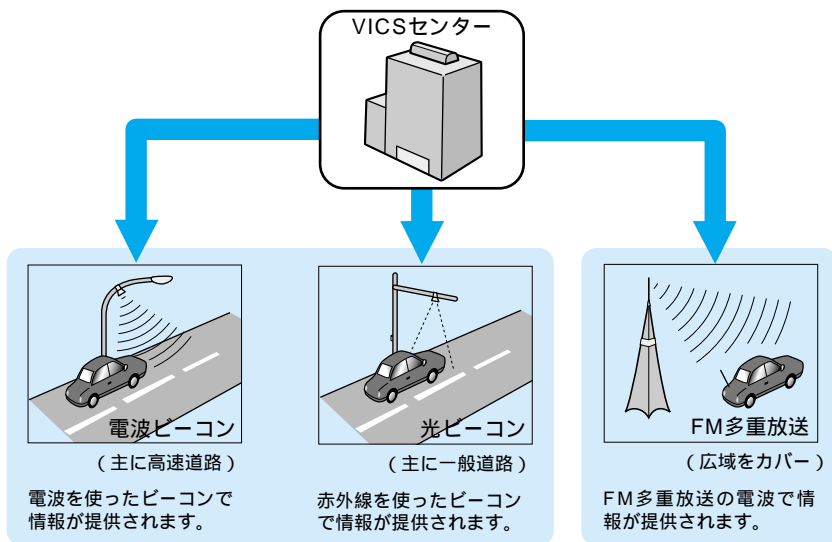 VICSセンター
電波ビーコン
(主に高速道路)
電波を使ったビーコンで
情報が提供されます。
光ビーコン
(主に一般道路)
赤外線を使ったビーコン
で情報が提供されます。
FM多重放送
(広域をカバー)
FM多重放送の電波で情
報が提供されます。